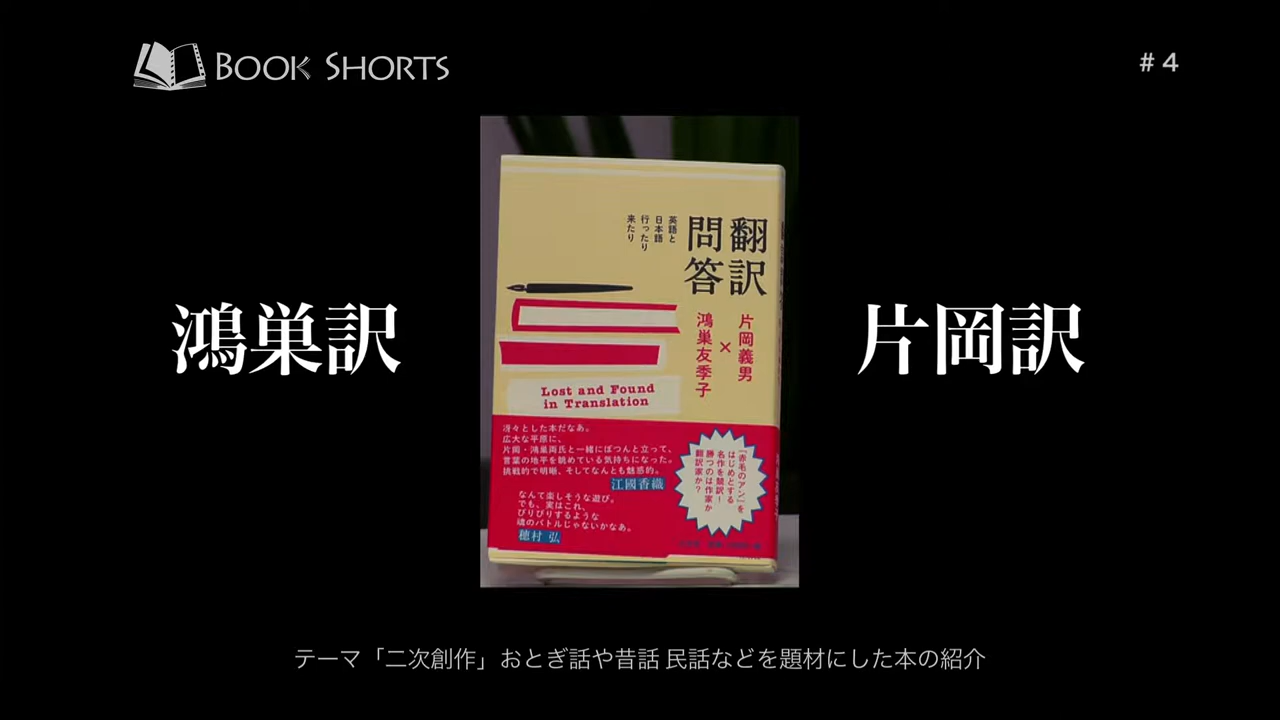 BOOK SHORTS
#4
鴻巣訳
片岡訳
翻訳
問答
英語と
日本語
行ったり
来たり
片岡義男
×
鴻巣友季子
Lost and Found
in Translation
冴々とした本だなあ。
広大な平原に、
片岡・鴻巣両氏と一緒にぽつんと立って、
言葉の地平を眺めている気持ちになった。
挑戦的で明晰、そしてなんとも魅惑的。
江國香織
なんて楽しそうな遊び。
でも、実はこれ、
びりびりするような
魂のバトルじゃないかなあ。
穂村 弘
『赤毛のアン』を
はじめとする
名作を競訳！
勝つのは作家か
翻訳家か？
テーマ「二次創作」おとぎ話や昔話 民話などを題材にした本の紹介